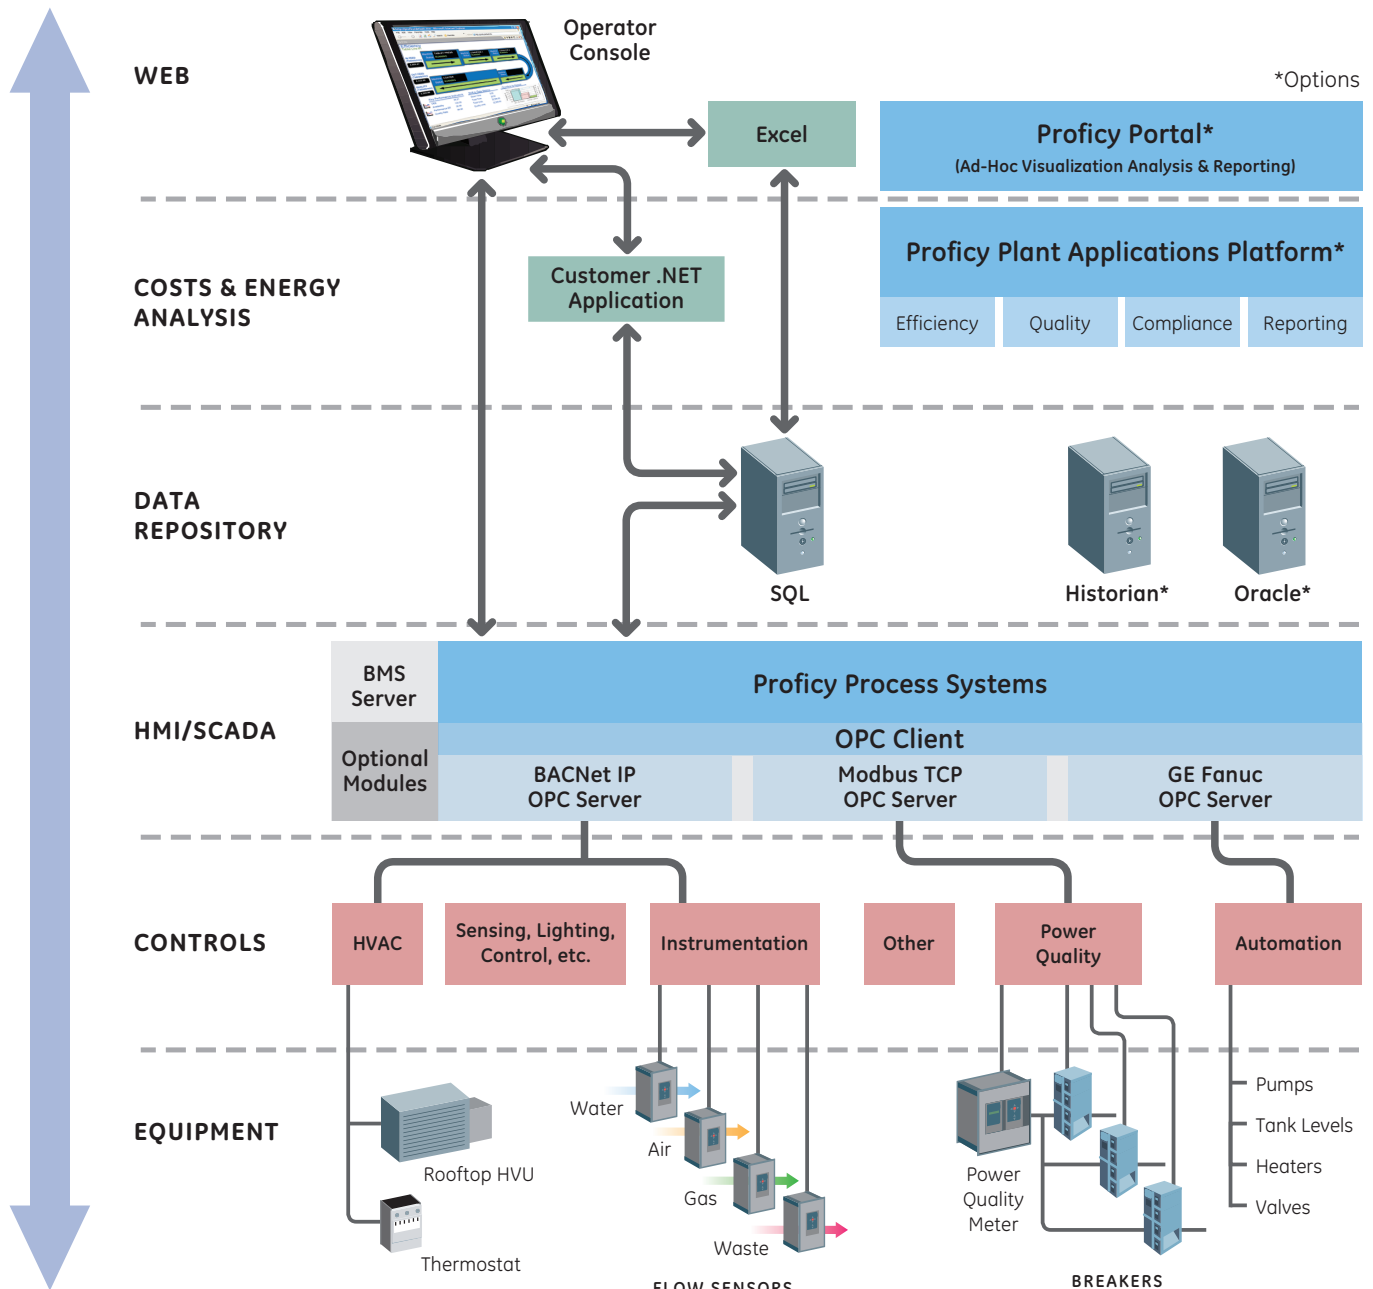 Operator
Console
WEB
*Options
Excel
Proficy Portal*
(Ad-Hoc Visualization Analysis & Reporting)
COSTS & ENERGY
ANALYSIS
Customer .NET
Application
Proficy Plant Applications Platform*
Efficiency
Quality
Compliance
Reporting
DATA
REPOSITORY
SQL
Historian*
Oracle*
HMI/SCADA
BMS
Server
Proficy Process Systems
Optional
Modules
OPC Client
BACNet IP
OPC Server
Modbus TCP
OPC Server
GE Fanuc
OPC Server
CONTROLS
HVAC
Sensing, Lighting,
Control, etc.
Instrumentation
Other
Power
Quality
Automation
EQUIPMENT
Rooftop HVU
Thermostat
Water
Air
Gas
Waste
FLOW SENSORS
Power
Quality
Meter
BREAKERS
Pumps
Tank Levels
Heaters
Valves